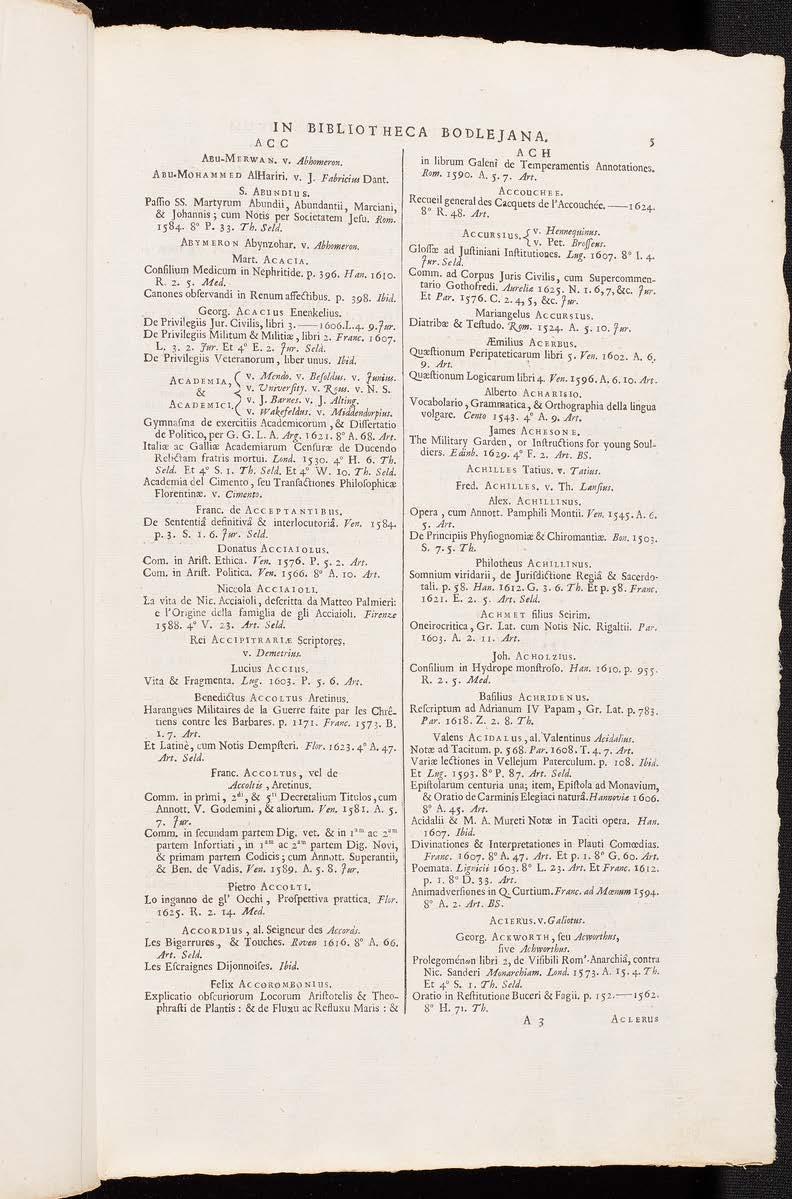 IN BIBLIOTHECA BODLEJANA.
5
ACC
ABU-MERWAN. v. Abhomeron.
ABU-MOHAMMED AlHariri. v. J. Fabricius Dant.
S. ABUNDIUS.
Paſſio SS. Martyrum Abundii, Abundantii, Marciani,
& Johannis; cum Notis per Societatem Jeſu. Rom.
1584. 8° P. 33. Th. Seld.
ABYMERON Abynzohar. v. Abhomeron.
Mart. ACACIA.
Conſilium Medicum in Nephritide. p. 396. Han. 1610.
R. 2. 5. Med.
Canones obſervandi in Renum affectibus. p. 398. Ibid.
Georg. ACACIUS Enenkelius.
De Privilegiis Jur. Civilis, libri 3. —— 1606. L. 4. 9. Jur.
De Privilegiis Militum & Militiæ, libri 2. Franc. 1607.
L. 3. 2. Jur. Et 4° E. 2. Jur. Seld.
De Privilegiis Veteranorum, liber unus. Ibid.
ACADEMIA, { v. Mendo. v. Beſoldus. v. Junius.
& v. Univerſity. v. Rous. v. N. S.
ACADEMICI. v. J. Barnes. v. J. Alting.
v. Wakefeldus. v. Middendorpius.
Gymnaſma de exercitiis Academicorum, & Diſſertatio
de Politico, per G. G. L. A. Arg. 1621. 8° A. 68. Art.
Italiæ ac Galliæ Academiarum Cenſuræ de Ducendo
Relictam fratris mortui. Lond. 1530. 4° H. 6. Th.
Seld. Et 4° S. 1. Th. Seld. Et 4° W. 10. Th. Seld.
Academia del Cimento, ſeu Tranſactiones Philoſophicæ
Florentinæ. v. Cimento.
Franc. de ACCEPTANTIBUS.
De Sententiâ definitivâ & interlocutoriâ. Ven. 1584.
p. 3. S. 1. 6. Jur. Seld.
Donatus ACCIAIOLUS.
Com. in Ariſt. Ethica. Ven. 1576. P. 5. 2. Art.
Com. in Ariſt. Politica. Ven. 1566. 8° A. 10. Art.
Niccola ACCIAIOLI.
La vita de Nic. Acciaioli, deſcritta da Matteo Palmieri:
e l'Origine della famiglia de gli Acciaioli. Firenze
1588. 4° V. 23. Art. Seld.
Rei ACCIPITRARIÆ Scriptores.
v. Demetrius.
Lucius ACCIUS.
Vita & Fragmenta. Lug. 1603. P. 5. 6. Art.
Benedictus ACCOLTUS Aretinus.
Harangues Militaires de la Guerre faite par les Chrê-
tiens contre les Barbares. p. 1171. Franc. 1573. B.
1. 7. Art.
Et Latinè, cum Notis Dempſteri. Flor. 1623. 4° A. 47.
Art. Seld.
Franc. ACCOLTUS, vel de
Accoltis, Aretinus.
Comm. in primi, 2di, & 5ti Decretalium Titulos, cum
Annott. V. Godemini, & aliorum. Ven. 1581. A. 5.
7. Jur.
Comm. in ſecundam partem Dig. vet. & in 1am ac 2am
partem Infortiati, in 1am ac 2am partem Dig. Novi,
& primam partem Codicis; cum Annott. Superantii,
& Ben. de Vadis. Ven. 1589. A. 5. 8. Jur.
Pietro ACCOLTI.
Lo inganno de gl' Occhi, Proſpettiva prattica. Flor.
1625. R. 2. 14. Med.
ACCORDIUS, al. Seigneur des Accords.
Les Bigarrures, & Touches. Roven 1616. 8° A. 66.
Art. Seld.
Les Eſcraignes Dijonnoiſes. Ibid.
Felix ACCOROMBONIUS.
Explicatio obſcuriorum Locorum Ariſtotelis & Theo-
phraſti de Plantis: & de Fluxu ac Refluxu Maris: &
ACH
in librum Galeni de Temperamentis Annotationes.
Rom. 1590. A. 5. 7. Art.
ACCOUCHEE.
Recueil general des Cacquets de l'Accouchée. —— 1624.
8° R. 48. Art.
ACCURSIUS. { v. Hennequinus.
v. Pet. Broſſeus.
Gloſſæ ad Juſtiniani Inſtitutiones. Lug. 1607. 8° I. 4.
Jur. Seld.
Comm. ad Corpus Juris Civilis, cum Supercommen-
tario Gothofredi. Aureliæ 1625. N. 1. 6, 7, &c. Jur.
Et Par. 1576. C. 2. 4, 5, &c. Jur.
Mariangelus ACCURSIUS.
Diatribæ & Teſtudo. Rom. 1524. A. 5. 10. Jur.
Æmilius ACERBUS.
Quæſtionum Peripateticarum libri 5. Ven. 1602. A. 6.
9. Art.
Quæſtionum Logicarum libri 4. Ven. 1596. A. 6. 10. Art.
Alberto ACHARISIO.
Vocabolario, Grammatica, & Orthographia della lingua
volgare. Cento 1543. 4° A. 9. Art.
James ACHESONE.
The Military Garden, or Inſtructions for young Soul-
diers. Edinb. 1629. 4° F. 2. Art. BS.
ACHILLES Tatius. v. Tatius.
Fred. ACHILLES. v. Th. Lanſius.
Alex. ACHILLINUS.
Opera, cum Annott. Pamphili Montii. Ven. 1545. A. 6.
5. Art.
De Principiis Phyſiognomiæ & Chiromantiæ. Bon. 1503.
S. 7. 5. Th.
Philotheus ACHILLINUS.
Somnium viridarii, de Juriſdictione Regiâ & Sacerdo-
tali. p. 58. Han. 1612. G. 3. 6. Th. Et p. 58. Franc.
1621. E. 2. 5. Art. Seld.
ACHMET filius Seirim.
Oneirocritica, Gr. Lat. cum Notis Nic. Rigaltii. Par.
1603. A. 2. 11. Art.
Joh. ACHOLZIUS.
Conſilium in Hydrope monſtroſo. Han. 1610. p. 955.
R. 2. 5. Med.
Baſilius ACHRIDENUS.
Reſcriptum ad Adrianum IV Papam, Gr. Lat. p. 783.
Par. 1618. Z. 2. 8. Th.
Valens ACIDALUS, al. Valentinus Acidalius.
Notæ ad Tacitum. p. 568. Par. 1608. T. 4. 7. Art.
Variæ lectiones in Vellejum Paterculum. p. 108. Ibid.
Et Lug. 1593. 8° P. 87. Art. Seld.
Epiſtolarum centuria una; item, Epiſtola ad Monavium,
& Oratio de Carminis Elegiaci naturâ. Hannoviæ 1606.
8° A. 45. Art.
Acidalii & M. A. Mureti Notæ in Taciti opera. Han.
1607. Ibid.
Divinationes & Interpretationes in Plauti Comœdias.
Franc. 1607. 8° A. 47. Art. Et p. 1. 8° G. 60. Art.
Poemata. Lignicii 1603. 8° L. 23. Art. Et Franc. 1612.
p. 1. 8° D. 33. Art.
Animadverſiones in Q. Curtium. Franc. ad Mœnum 1594.
8° A. 2. Art. BS.
ACIERUS. v. Galiotus.
Georg. ACKWORTH, ſeu Acworthus,
ſive Achworthus.
Prolegoménωn libri 2, de Viſibili Rom'-Anarchiâ, contra
Nic. Sanderi Monarchiam. Lond. 1573. A. 15. 4. Th.
Et 4° S. 1. Th. Seld.
Oratio in Reſtitutione Buceri & Fagii. p. 152. —— 1562.
8° H. 71. Th.
A 3
ACLERUS